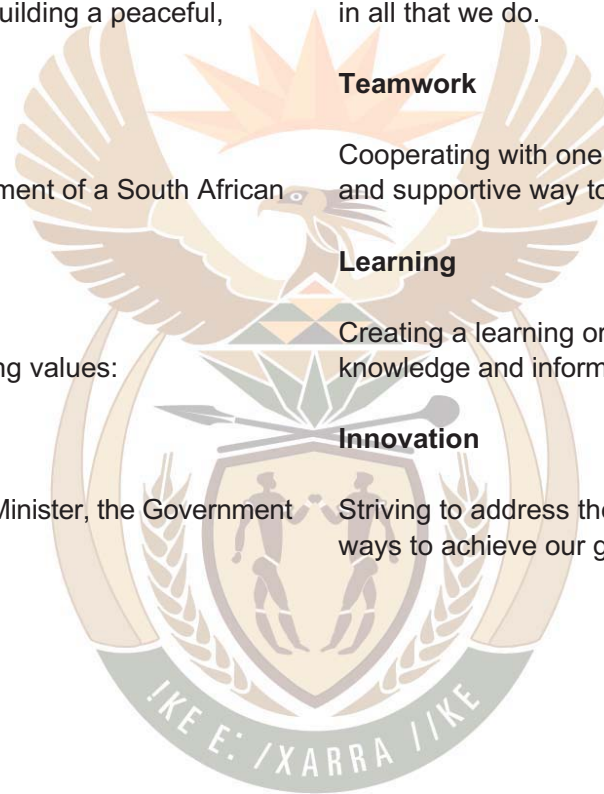 uilding a peaceful,
ment of a South African
ng values:
Minister, the Government
in all that we do.
Teamwork
Cooperating with one
and supportive way to
Learning
Creating a learning or
knowledge and inform
Innovation
Striving to address the
ways to achieve our g
!KE E: /XARRA //KE